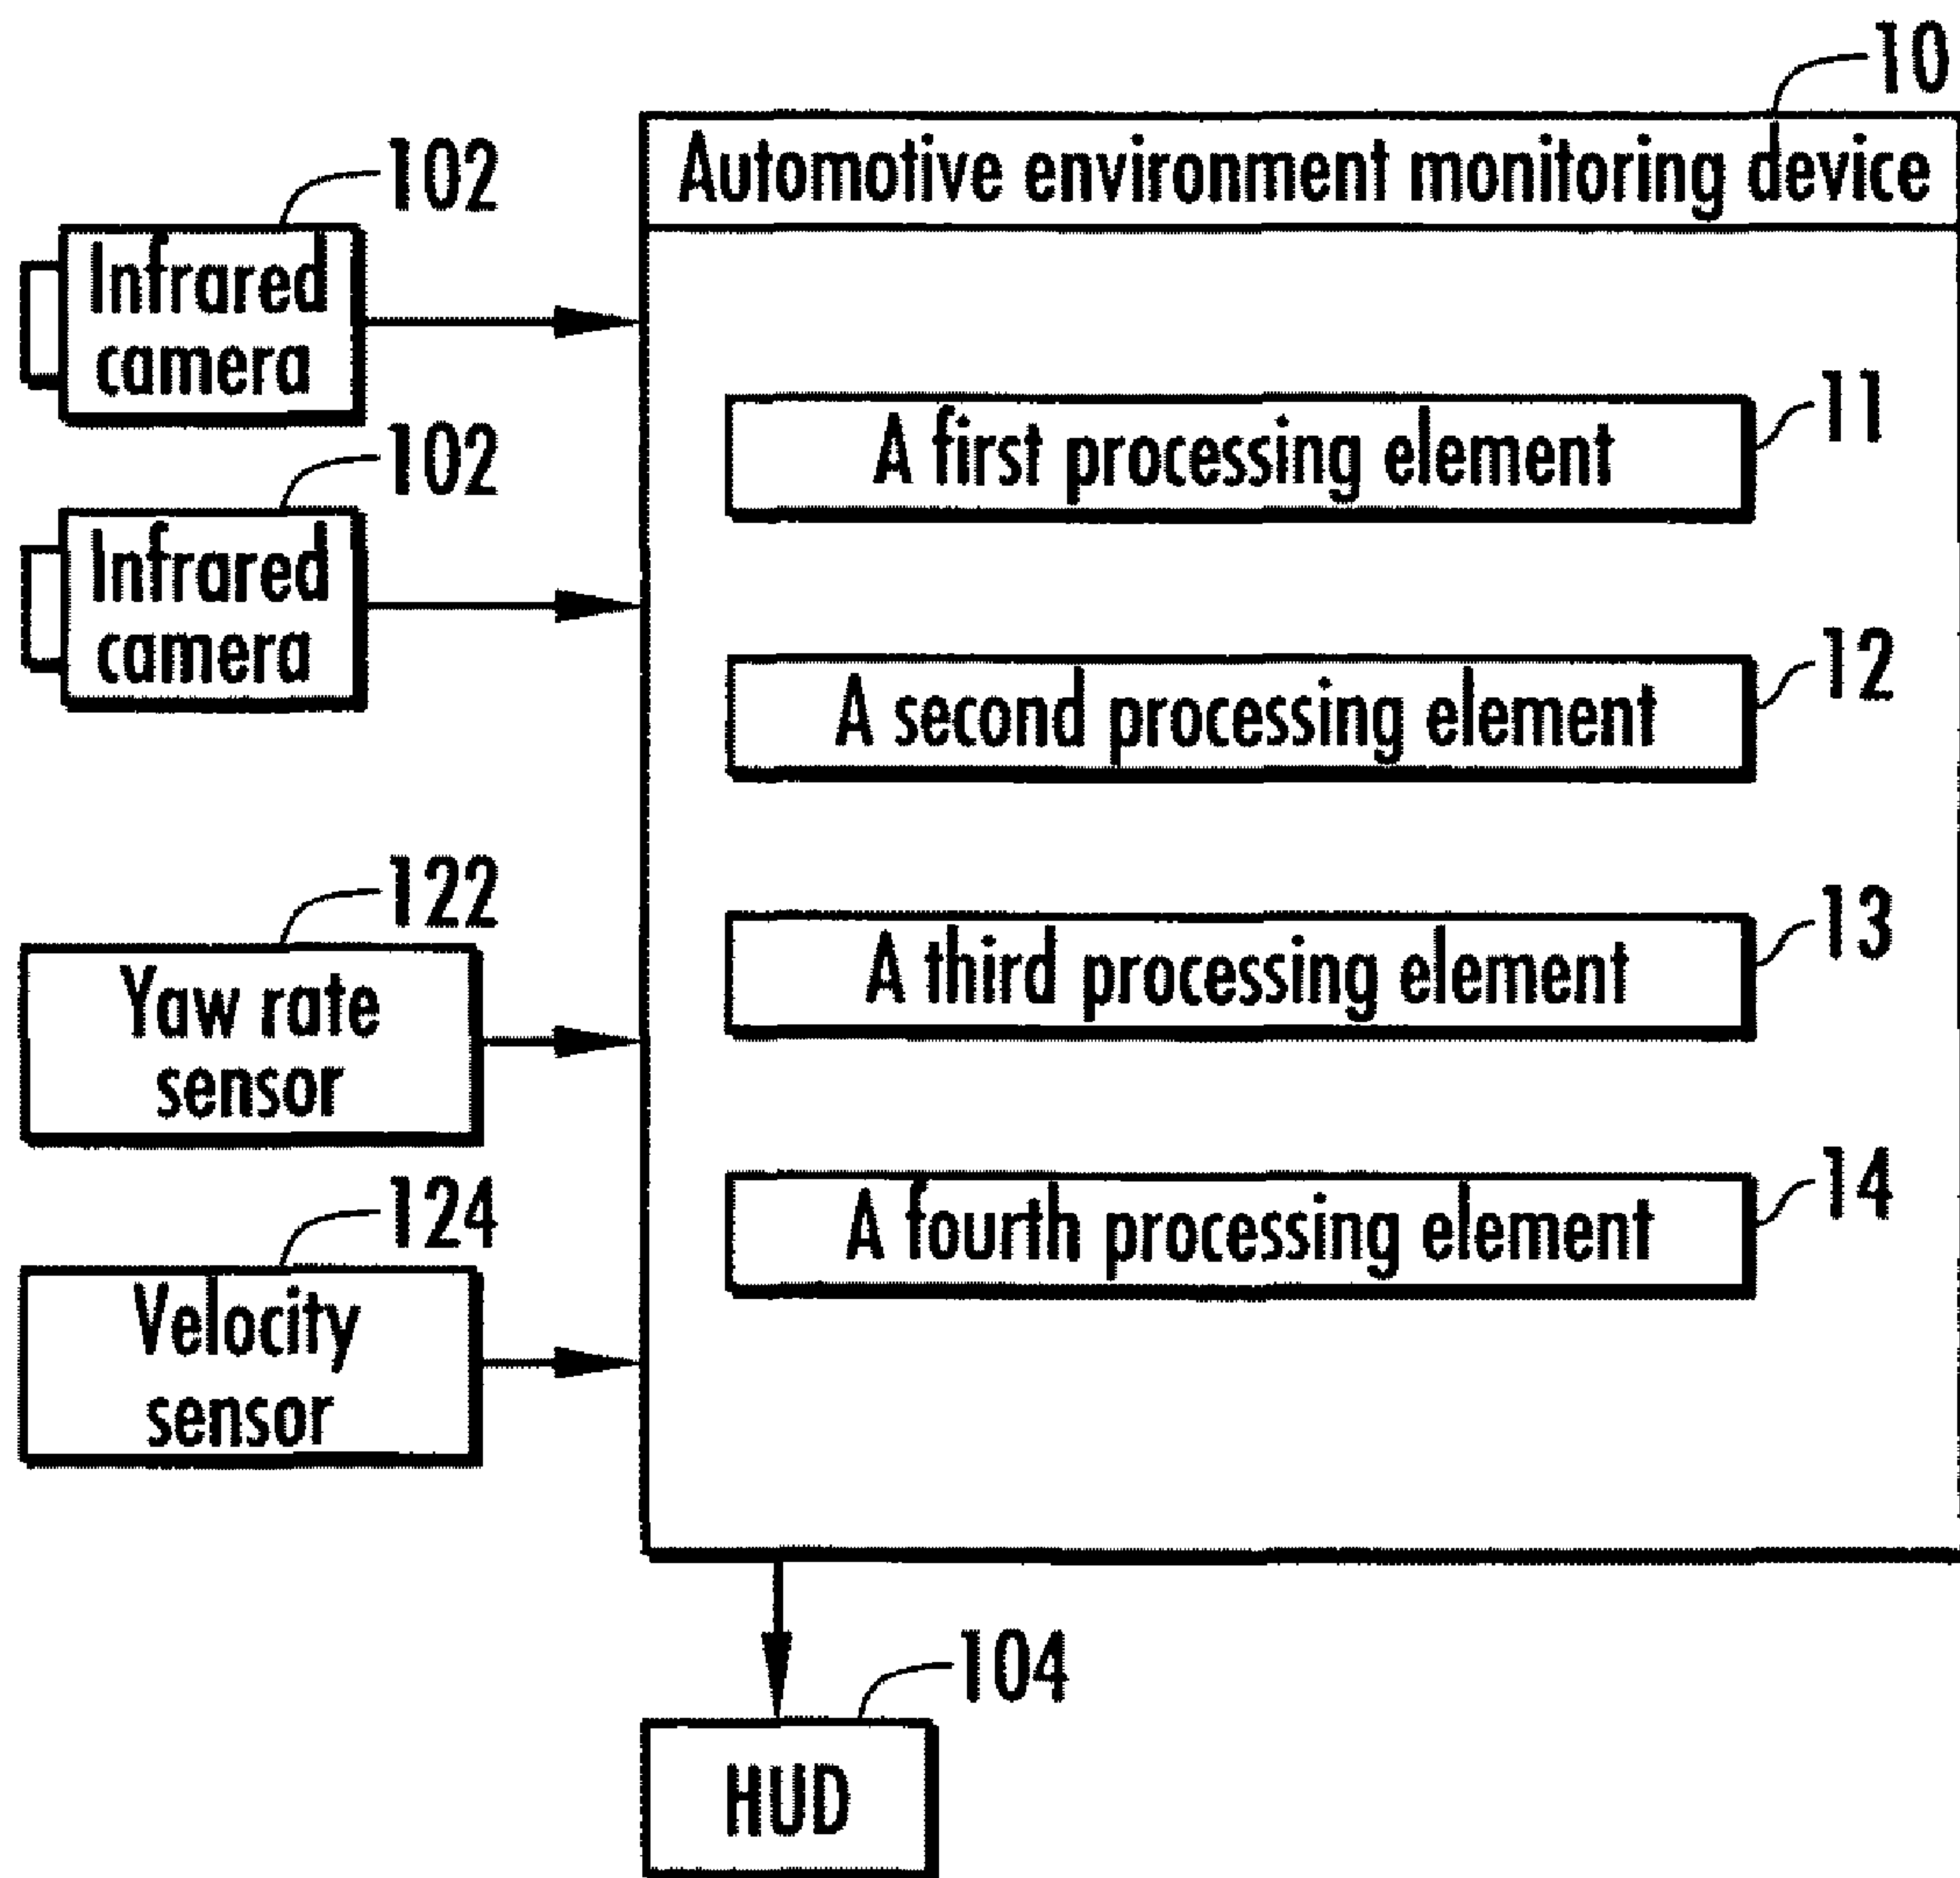 10
Automotive environment monitoring device
102
Infrared
camera
102
Infrared
camera
11
A first processing element
12
A second processing element
122
Yaw rate
sensor
13
A third processing element
124
Velocity
sensor
14
A fourth processing element
104
HUD